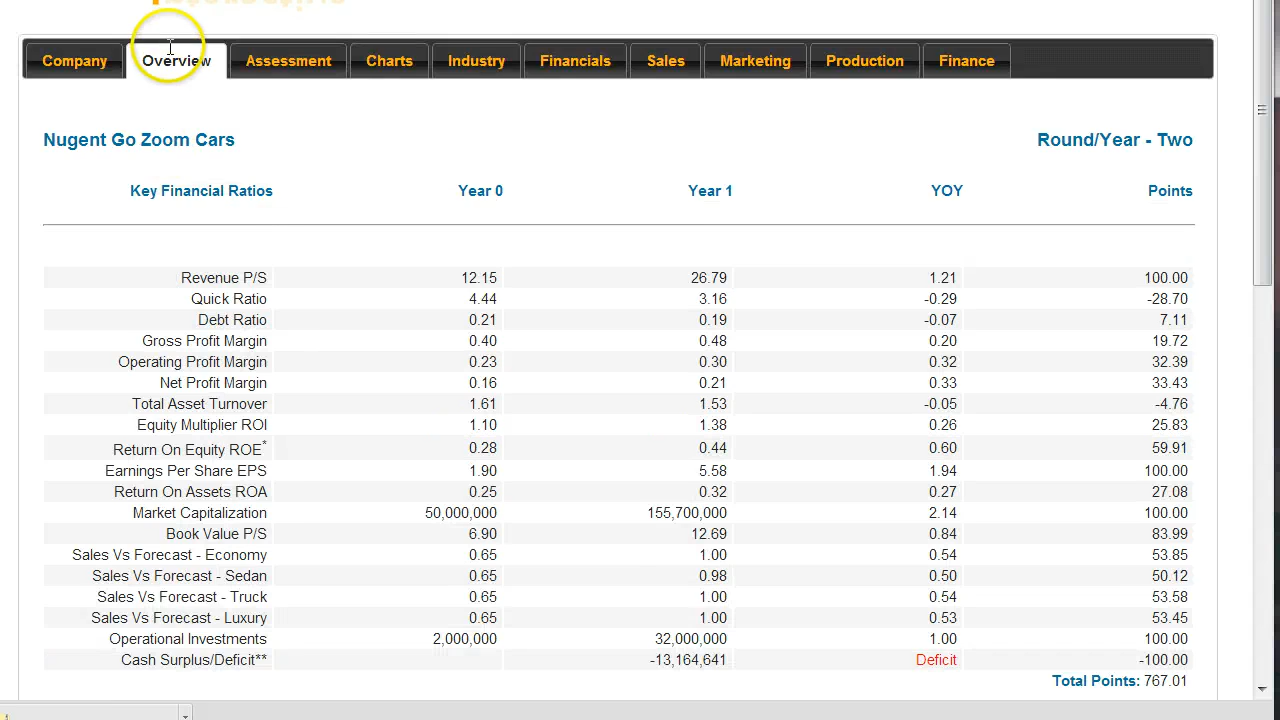 Company Overview Assessment Charts Industry Financials Sales Marketing Production Finance
Nugent Go Zoom Cars Round/Year - Two
Key Financial Ratios Year 0 Year 1 YOY Points
Revenue P/S 12.15 26.79 1.21 100.00
Quick Ratio 4.44 3.16 -0.29 -28.70
Debt Ratio 0.21 0.19 -0.07 7.11
Gross Profit Margin 0.40 0.48 0.20 19.72
Operating Profit Margin 0.23 0.30 0.32 32.39
Net Profit Margin 0.16 0.21 0.33 33.43
Total Asset Turnover 1.61 1.53 -0.05 -4.76
Equity Multiplier ROI 1.10 1.38 0.26 25.83
Return On Equity ROE* 0.28 0.44 0.60 59.91
Earnings Per Share EPS 1.90 5.58 1.94 100.00
Return On Assets ROA 0.25 0.32 0.27 27.08
Market Capitalization 50,000,000 155,700,000 2.14 100.00
Book Value P/S 6.90 12.69 0.84 83.99
Sales Vs Forecast - Economy 0.65 1.00 0.54 53.85
Sales Vs Forecast - Sedan 0.65 0.98 0.50 50.12
Sales Vs Forecast - Truck 0.65 1.00 0.54 53.58
Sales Vs Forecast - Luxury 0.65 1.00 0.53 53.45
Operational Investments 2,000,000 32,000,000 1.00 100.00
Cash Surplus/Deficit** -13,164,641 Deficit -100.00
Total Points: 767.01